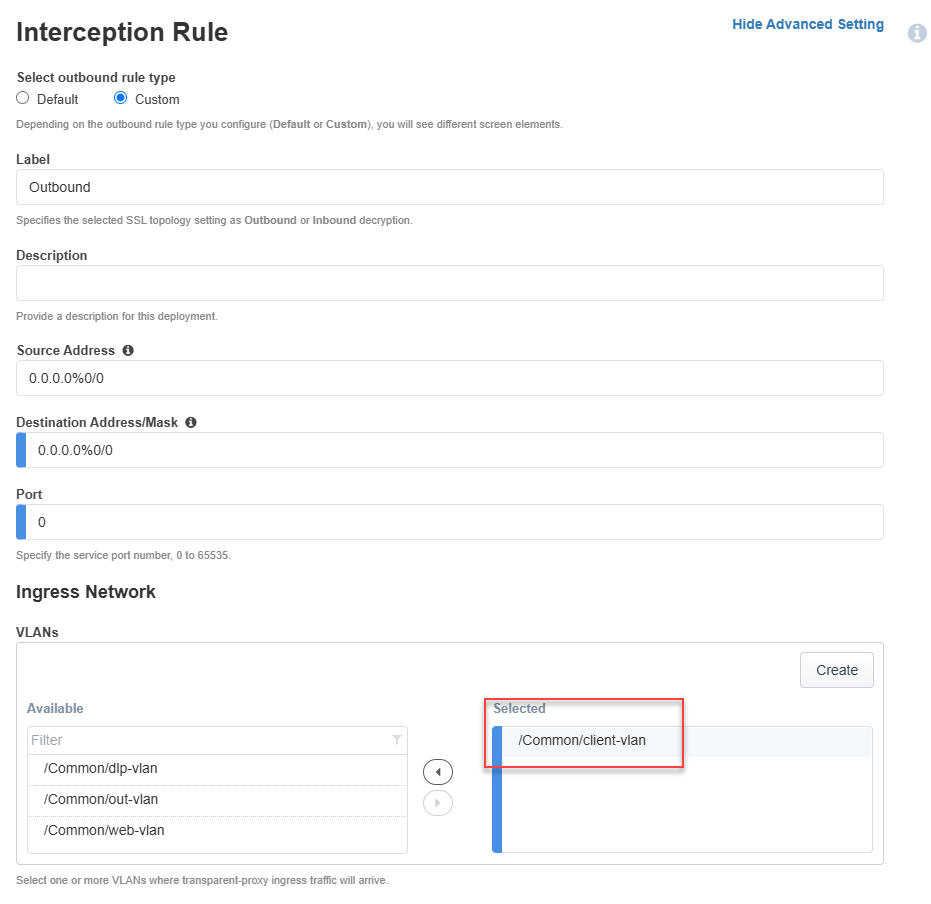 Interception Rule
Hide Advanced Setting
Select outbound rule type
Default
Custom
Depending on the outbound rule type you configure (Default or Custom), you will see different screen elements.
Label
Outbound
Specifies the selected SSL topology setting as Outbound or Inbound decryption.
Description
Provide a description for this deployment.
Source Address
0.0.0.0%0/0
Destination Address/Mask
0.0.0.0%0/0
Port
0
Specify the service port number, 0 to 65535.
Ingress Network
VLANs
Create
Available
Selected
Filter
/Common/client-vlan
/Common/dlp-vlan
/Common/out-vlan
/Common/web-vlan
Select one or more VLANs where transparent-proxy ingress traffic will arrive.